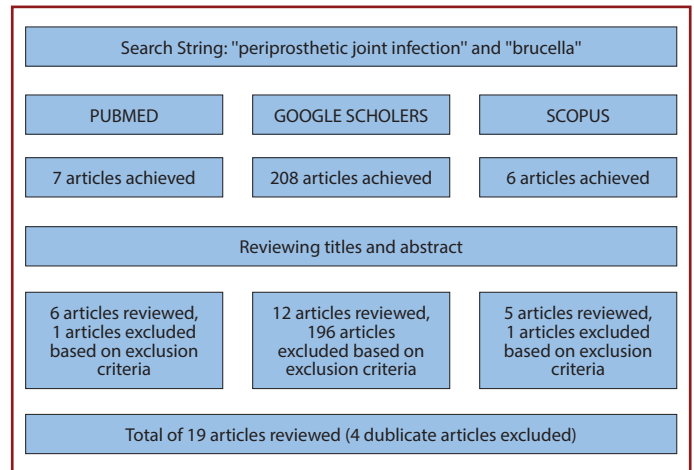 Search String: "periprosthetic joint infection" and "brucella"
PUBMED
GOOGLE SCHOLERS
SCOPUS
7 articles achieved
208 articles achieved
6 articles achieved
Reviewing titles and abstract
6 articles reviewed,
1 articles excluded
based on exclusion
criteria
12 articles reviewed,
196 articles
excluded based on
exclusion criteria
5 articles reviewed,
1 articles excluded
based on exclusion
criteria
Total of 19 articles reviewed (4 dublicate articles excluded)